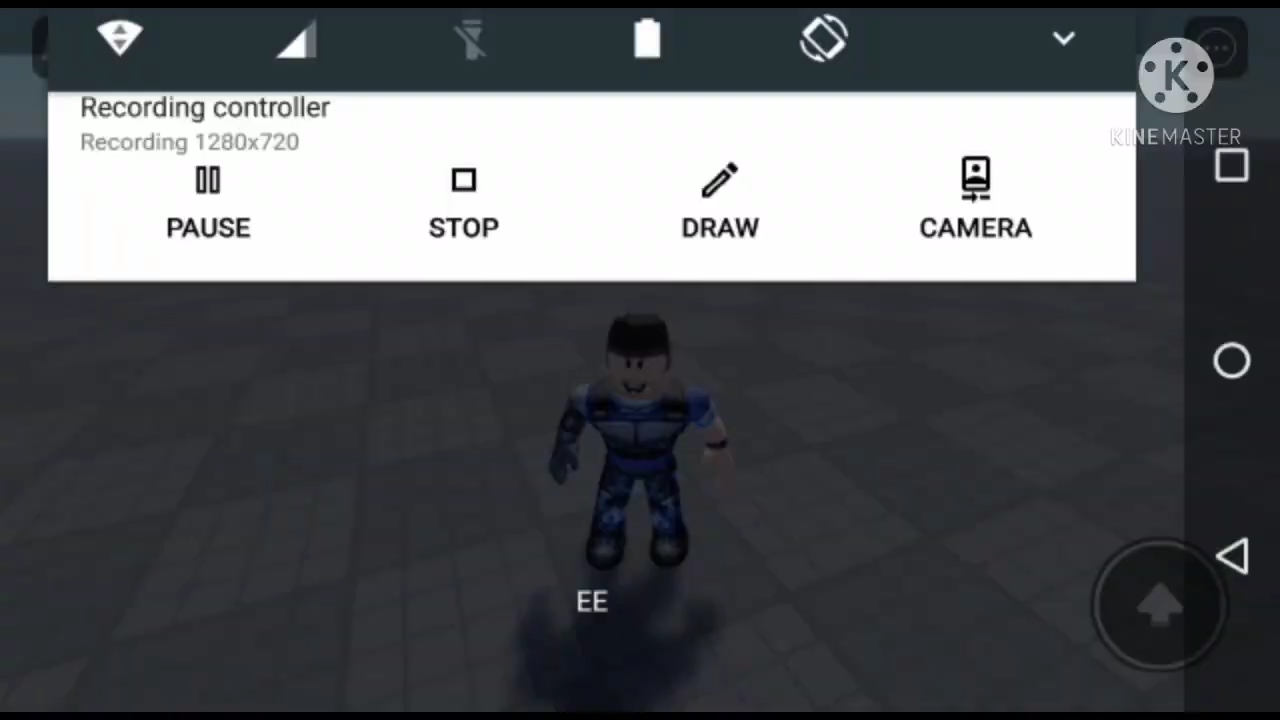 Recording controller
Recording 1280x720
PAUSE STOP DRAW CAMERA
K
KINEMASTER
EE